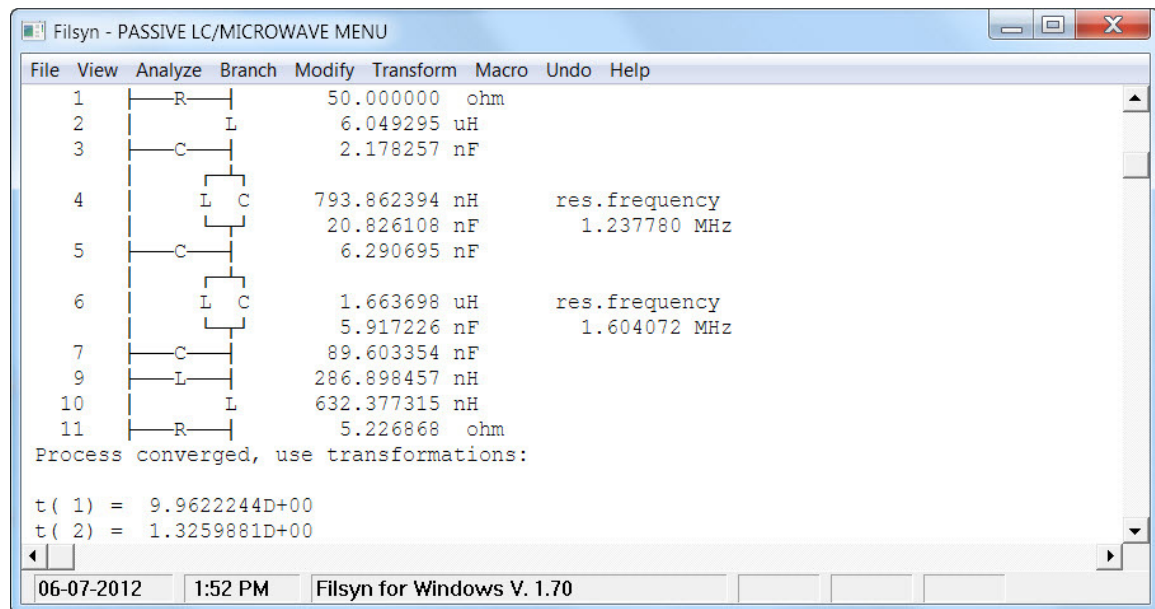 Filsyn - PASSIVE LC/MICROWAVE MENU
File View Analyze Branch Modify Transform Macro Undo Help
1 R 50.000000 ohm
2 L 6.049295 uH
3 C 2.178257 nF
4 L C 793.862394 nH res.frequency
20.826108 nF 1.237780 MHz
5 C 6.290695 nF
6 L C 1.663698 uH res.frequency
5.917226 nF 1.604072 MHz
7 C 89.603354 nF
9 L 286.898457 nH
10 L 632.377315 nH
11 R 5.226868 ohm
Process converged, use transformations:
t( 1) = 9.9622244D+00
t( 2) = 1.3259881D+00
06-07-2012 1:52 PM Filsyn for Windows V. 1.70